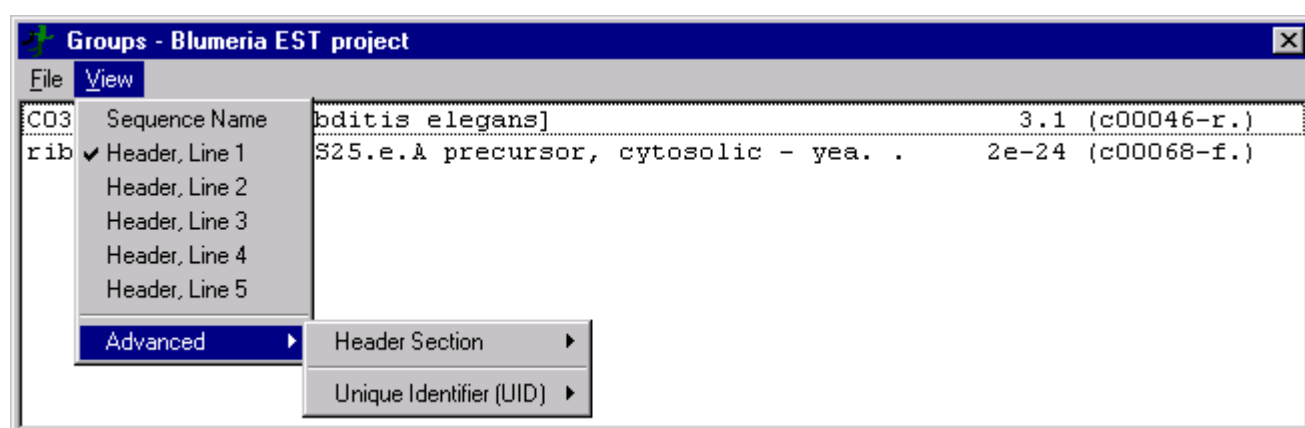 Groups - Blumeria EST project
File View
C03 bditis elegans] 3.1 (c00046-r.)
rib S25.e.A precursor, cytosolic - yea. . 2e-24 (c00068-f.)
Sequence Name
Header, Line 1
Header, Line 2
Header, Line 3
Header, Line 4
Header, Line 5
Advanced
Header Section
Unique Identifier (UID)